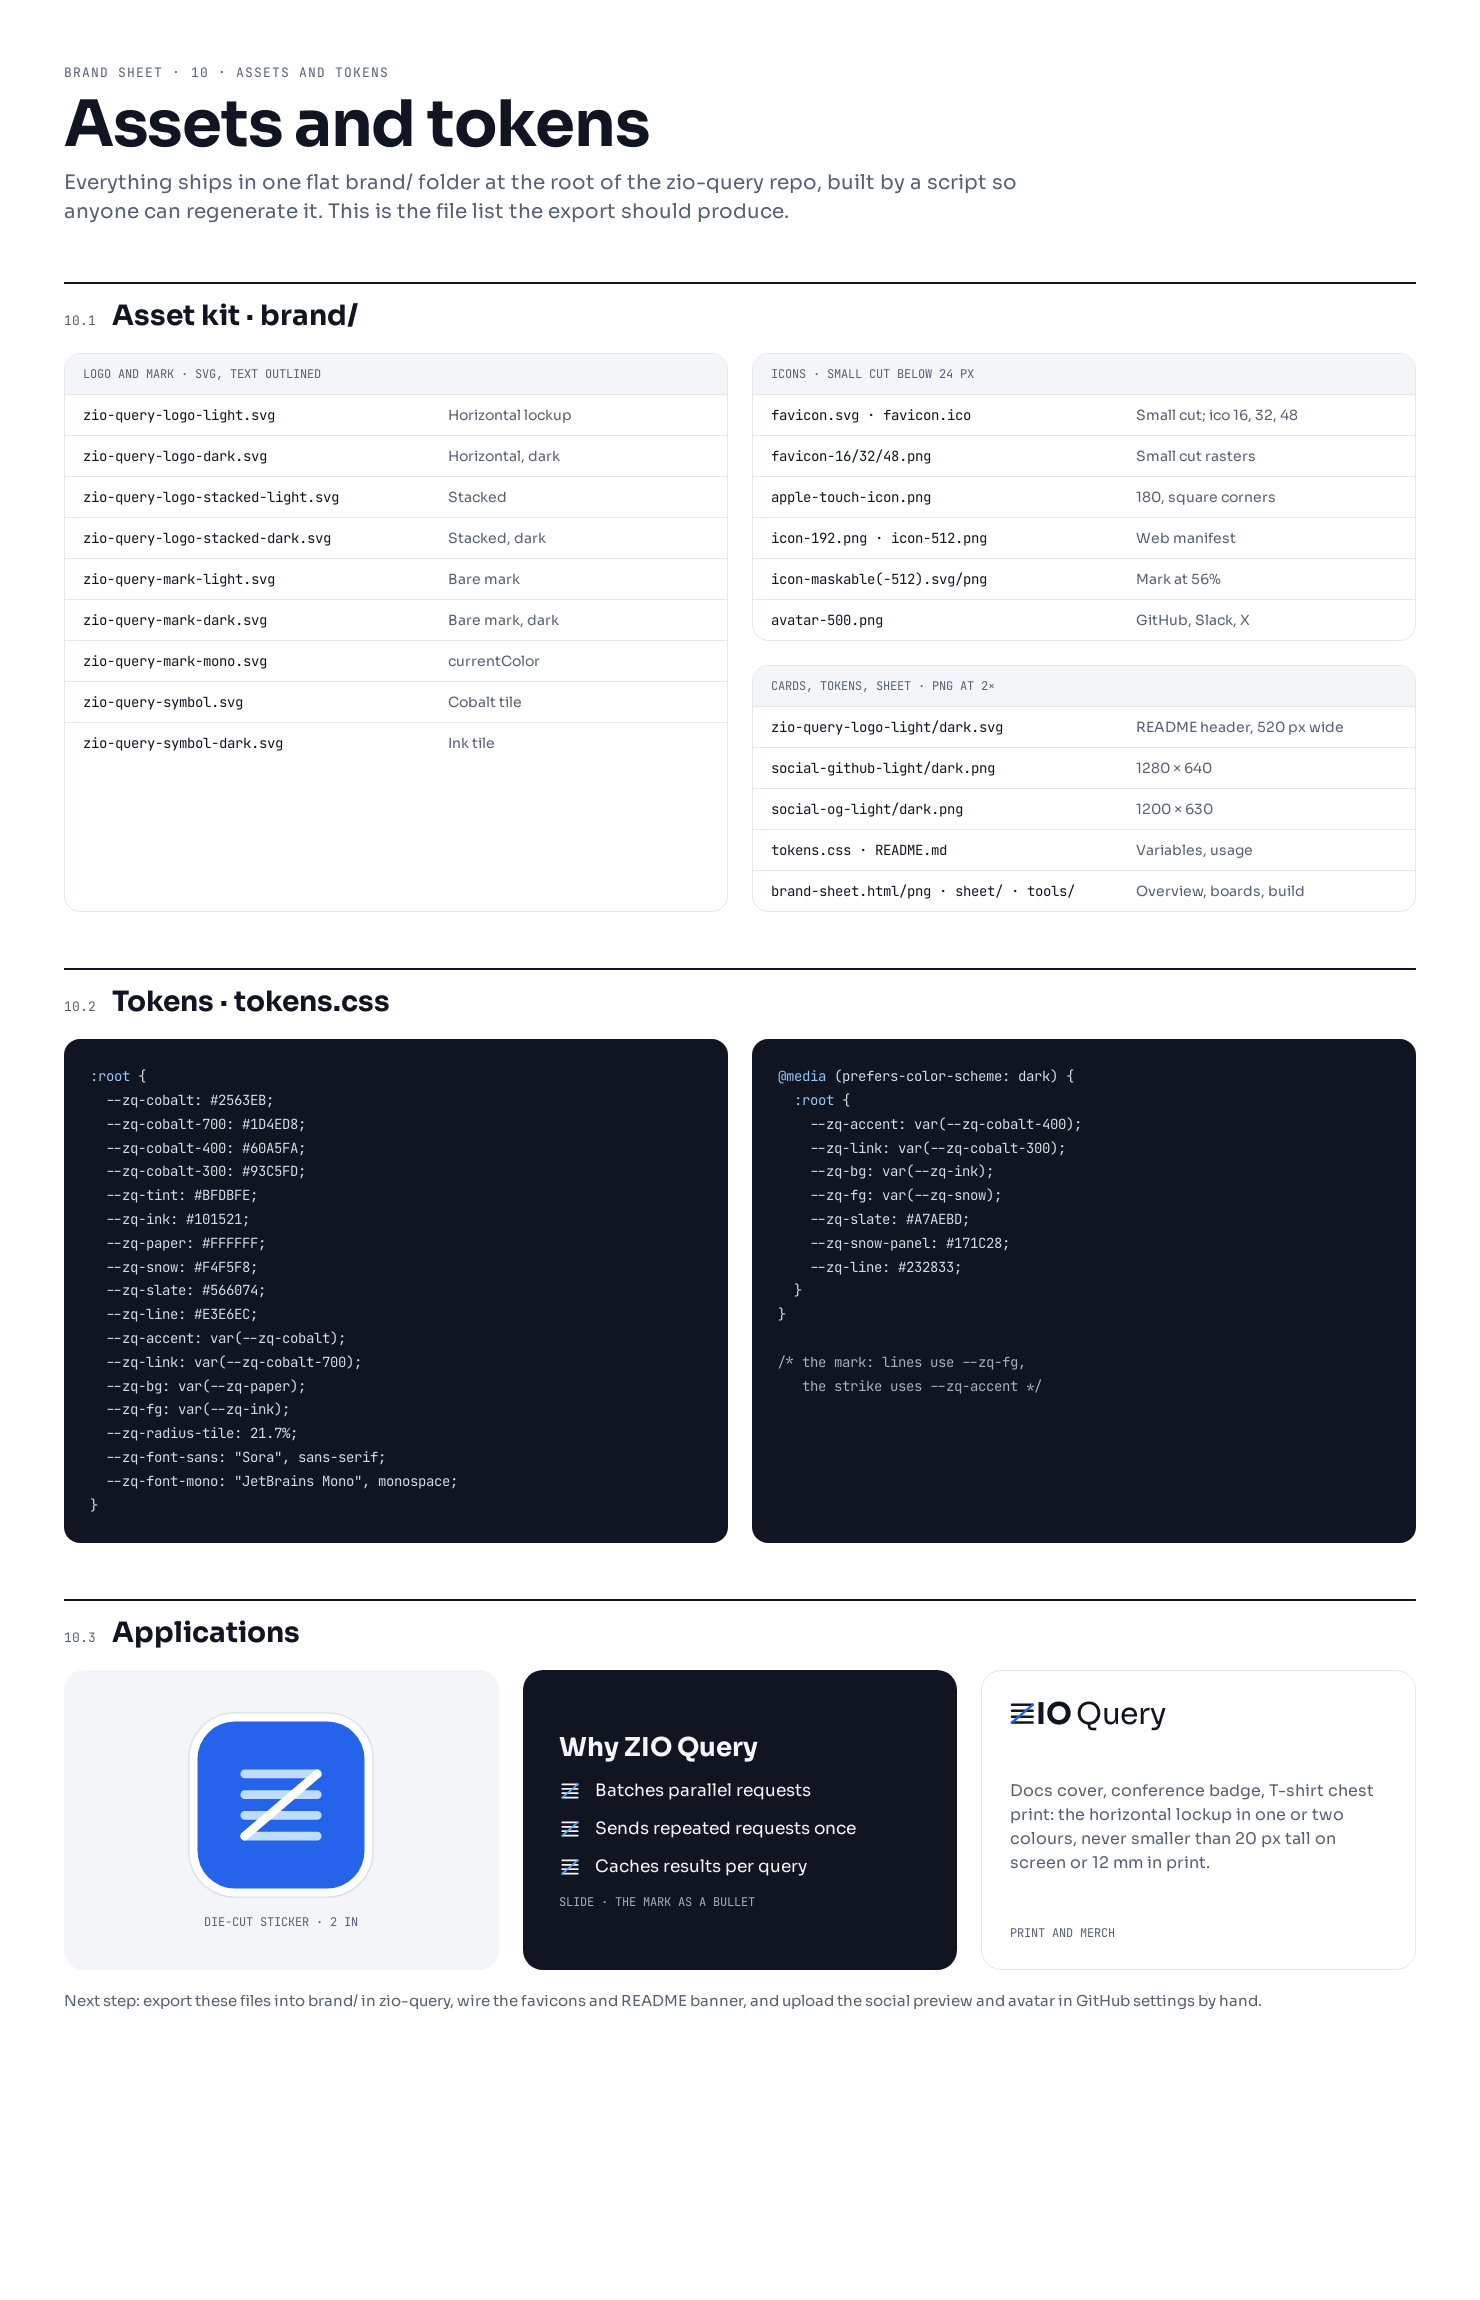 BRAND SHEET · 10 · ASSETS AND TOKENS
Assets and tokens
Everything ships in one flat brand/ folder at the root of the zio-query repo, built by a script so
anyone can regenerate it. This is the file list the export should produce.
10.1 Asset kit · brand/
LOGO AND MARK · SVG, TEXT OUTLINED
zio-query-logo-light.svg Horizontal lockup
zio-query-logo-dark.svg Horizontal, dark
zio-query-logo-stacked-light.svg Stacked
zio-query-logo-stacked-dark.svg Stacked, dark
zio-query-mark-light.svg Bare mark
zio-query-mark-dark.svg Bare mark, dark
zio-query-mark-mono.svg currentColor
zio-query-symbol.svg Cobalt tile
zio-query-symbol-dark.svg Ink tile
ICONS · SMALL CUT BELOW 24 PX
favicon.svg · favicon.ico Small cut; ico 16, 32, 48
favicon-16/32/48.png Small cut rasters
apple-touch-icon.png 180, square corners
icon-192.png · icon-512.png Web manifest
icon-maskable(-512).svg/png Mark at 56%
avatar-500.png GitHub, Slack, X
CARDS, TOKENS, SHEET · PNG AT 2×
zio-query-logo-light/dark.svg README header, 520 px wide
social-github-light/dark.png 1280 × 640
social-og-light/dark.png 1200 × 630
tokens.css · README.md Variables, usage
brand-sheet.html/png · sheet/ · tools/ Overview, boards, build
10.2 Tokens · tokens.css
:root {
--zq-cobalt: #2563EB;
--zq-cobalt-700: #1D4ED8;
--zq-cobalt-400: #60A5FA;
--zq-cobalt-300: #93C5FD;
--zq-tint: #BFDBFE;
--zq-ink: #101521;
--zq-paper: #FFFFFF;
--zq-snow: #F4F5F8;
--zq-slate: #566074;
--zq-line: #E3E6EC;
--zq-accent: var(--zq-cobalt);
--zq-link: var(--zq-cobalt-700);
--zq-bg: var(--zq-paper);
--zq-fg: var(--zq-ink);
--zq-radius-tile: 21.7%;
--zq-font-sans: "Sora", sans-serif;
--zq-font-mono: "JetBrains Mono", monospace;
}
@media (prefers-color-scheme: dark) {
:root {
--zq-accent: var(--zq-cobalt-400);
--zq-link: var(--zq-cobalt-300);
--zq-bg: var(--zq-ink);
--zq-fg: var(--zq-snow);
--zq-slate: #A7AEBD;
--zq-snow-panel: #171C28;
--zq-line: #232833;
}
}
/* the mark: lines use --zq-fg,
the strike uses --zq-accent */
10.3 Applications
DIE-CUT STICKER · 2 IN
Why ZIO Query
Batches parallel requests
Sends repeated requests once
Caches results per query
SLIDE · THE MARK AS A BULLET
ZIO Query
Docs cover, conference badge, T-shirt chest
print: the horizontal lockup in one or two
colours, never smaller than 20 px tall on
screen or 12 mm in print.
PRINT AND MERCH
Next step: export these files into brand/ in zio-query, wire the favicons and README banner, and upload the social preview and avatar in GitHub settings by hand.